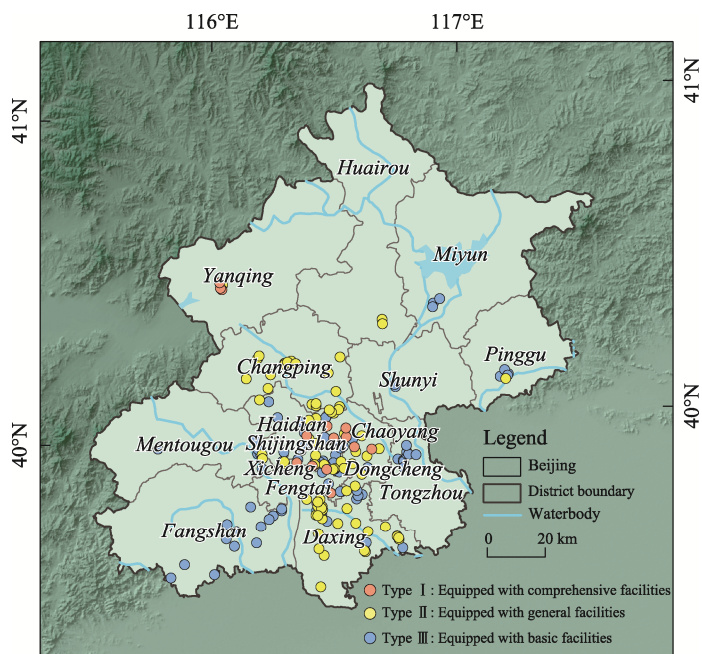 116°E 117°E
41°N 41°N
Huairou
Miyun
Yanqing
Pinggu
Changping
Shunyi
40°N
Haidian
Chaoyang
Mentougou
Shijingshan
40°N
Xicheng
Dongcheng
Fengtai
Tongzhou
Fangshan
Daxing
Legend
Beijing
District boundary
Waterbody
0 20 km
Type Ⅰ : Equipped with comprehensive facilities
Type Ⅱ : Equipped with general facilities
Type Ⅲ : Equipped with basic facilities